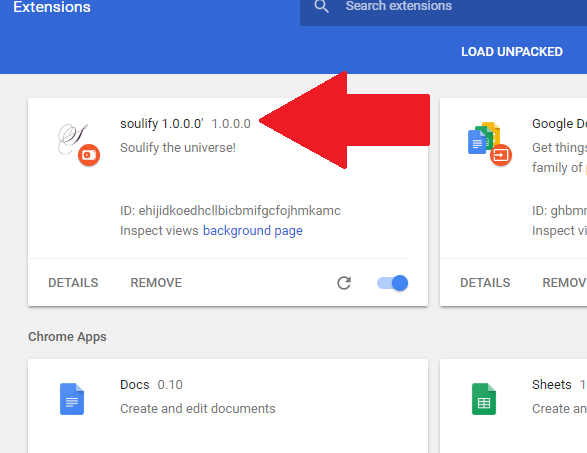 Extensions
Search extensions
LOAD UNPACKED
soulify 1.0.0.0' 1.0.0.0
Soulify the universe!
ID: ehijidkoedhcllbicbmifgcfojhmkamc
Inspect views background page
DETAILS REMOVE
Google Do
Get things
family of p
ID: ghbmn
Inspect vi
DETAILS REMOV
Chrome Apps
Docs 0.10
Create and edit documents
Sheets 1
Create an